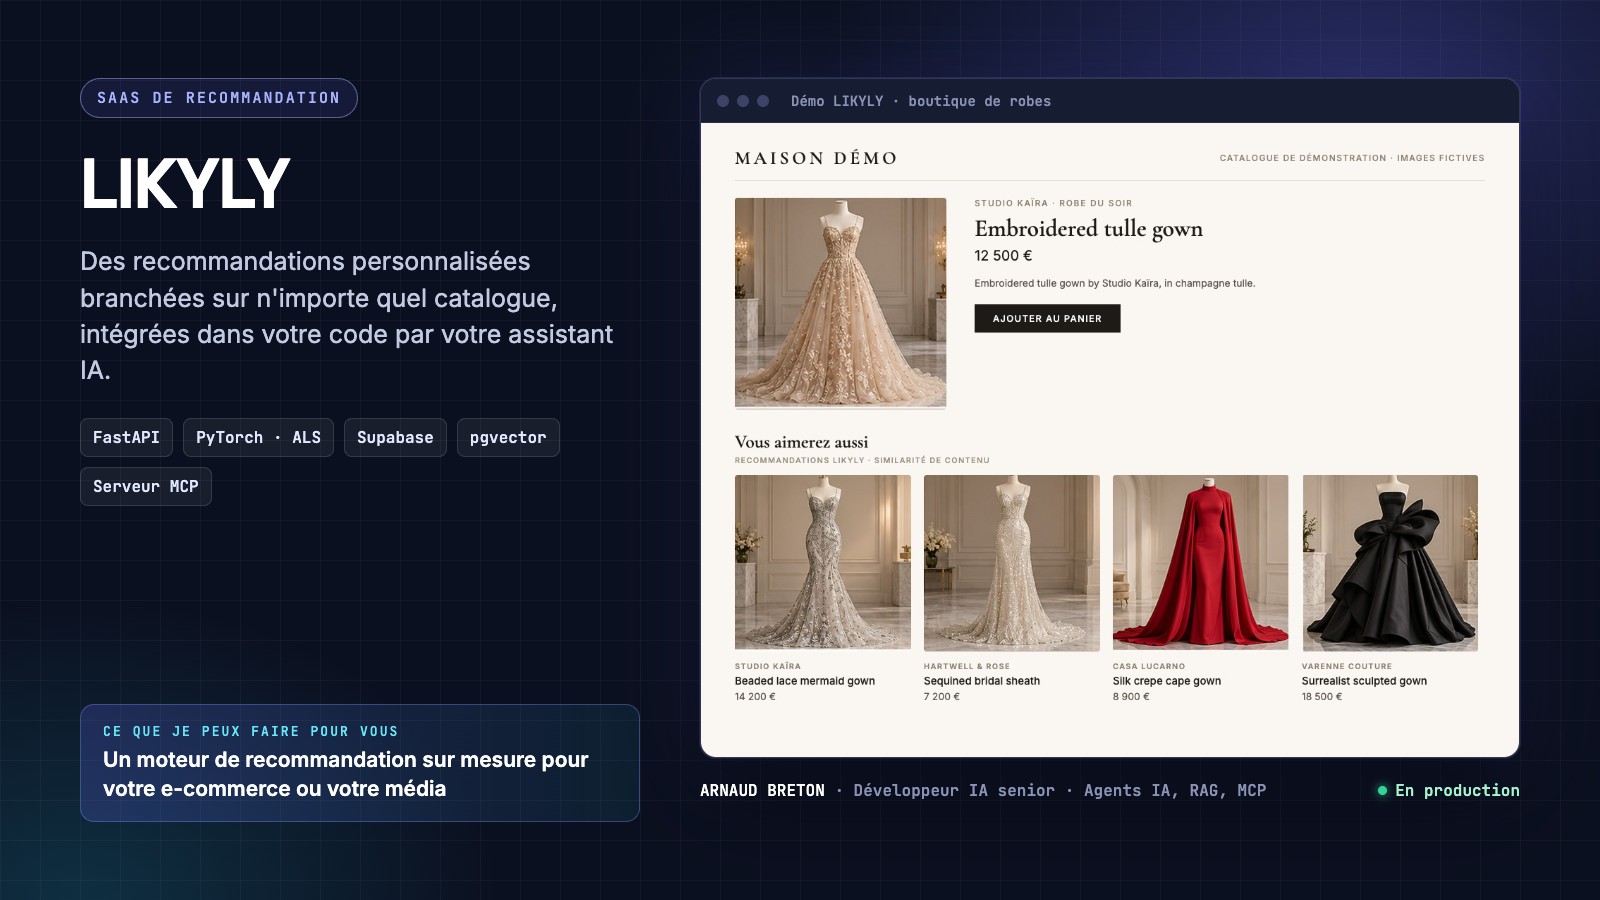 SAAS DE RECOMMANDATION
LIKYLY
Des recommandations personnalisées
branchées sur n'importe quel catalogue,
intégrées dans votre code par votre assistant
IA.
FastAPI
PyTorch · ALS
Supabase
pgvector
Serveur MCP
CE QUE JE PEUX FAIRE POUR VOUS
Un moteur de recommandation sur mesure pour
votre e-commerce ou votre média
Démo LIKYLY · boutique de robes
MAISON DÉMO
CATALOGUE DE DÉMONSTRATION · IMAGES FICTIVES
STUDIO KAÏRA · ROBE DU SOIR
Embroidered tulle gown
12 500 €
Embroidered tulle gown by Studio Kaïra, in champagne tulle.
AJOUTER AU PANIER
Vous aimerez aussi
RECOMMANDATIONS LIKYLY · SIMILARITÉ DE CONTENU
STUDIO KAÏRA
Beaded lace mermaid gown
14 200 €
HARTWELL & ROSE
Sequined bridal sheath
7 200 €
CASA LUCARNO
Silk crepe cape gown
8 900 €
VARENNE COUTURE
Surrealist sculpted gown
18 500 €
ARNAUD BRETON · Développeur IA senior · Agents IA, RAG, MCP
En production